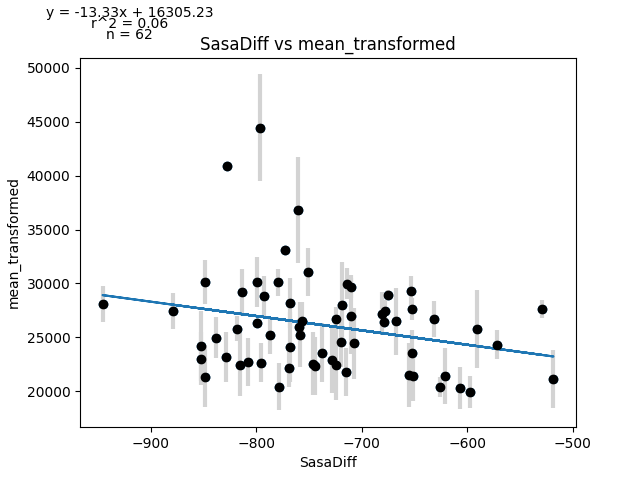 y = -13.33x + 16305.23
r^2 = 0.06
n = 62
SasaDiff vs mean_transformed
50000
45000
40000
35000
30000
25000
20000
mean_transformed
−900
−800
−700
−600
−500
SasaDiff